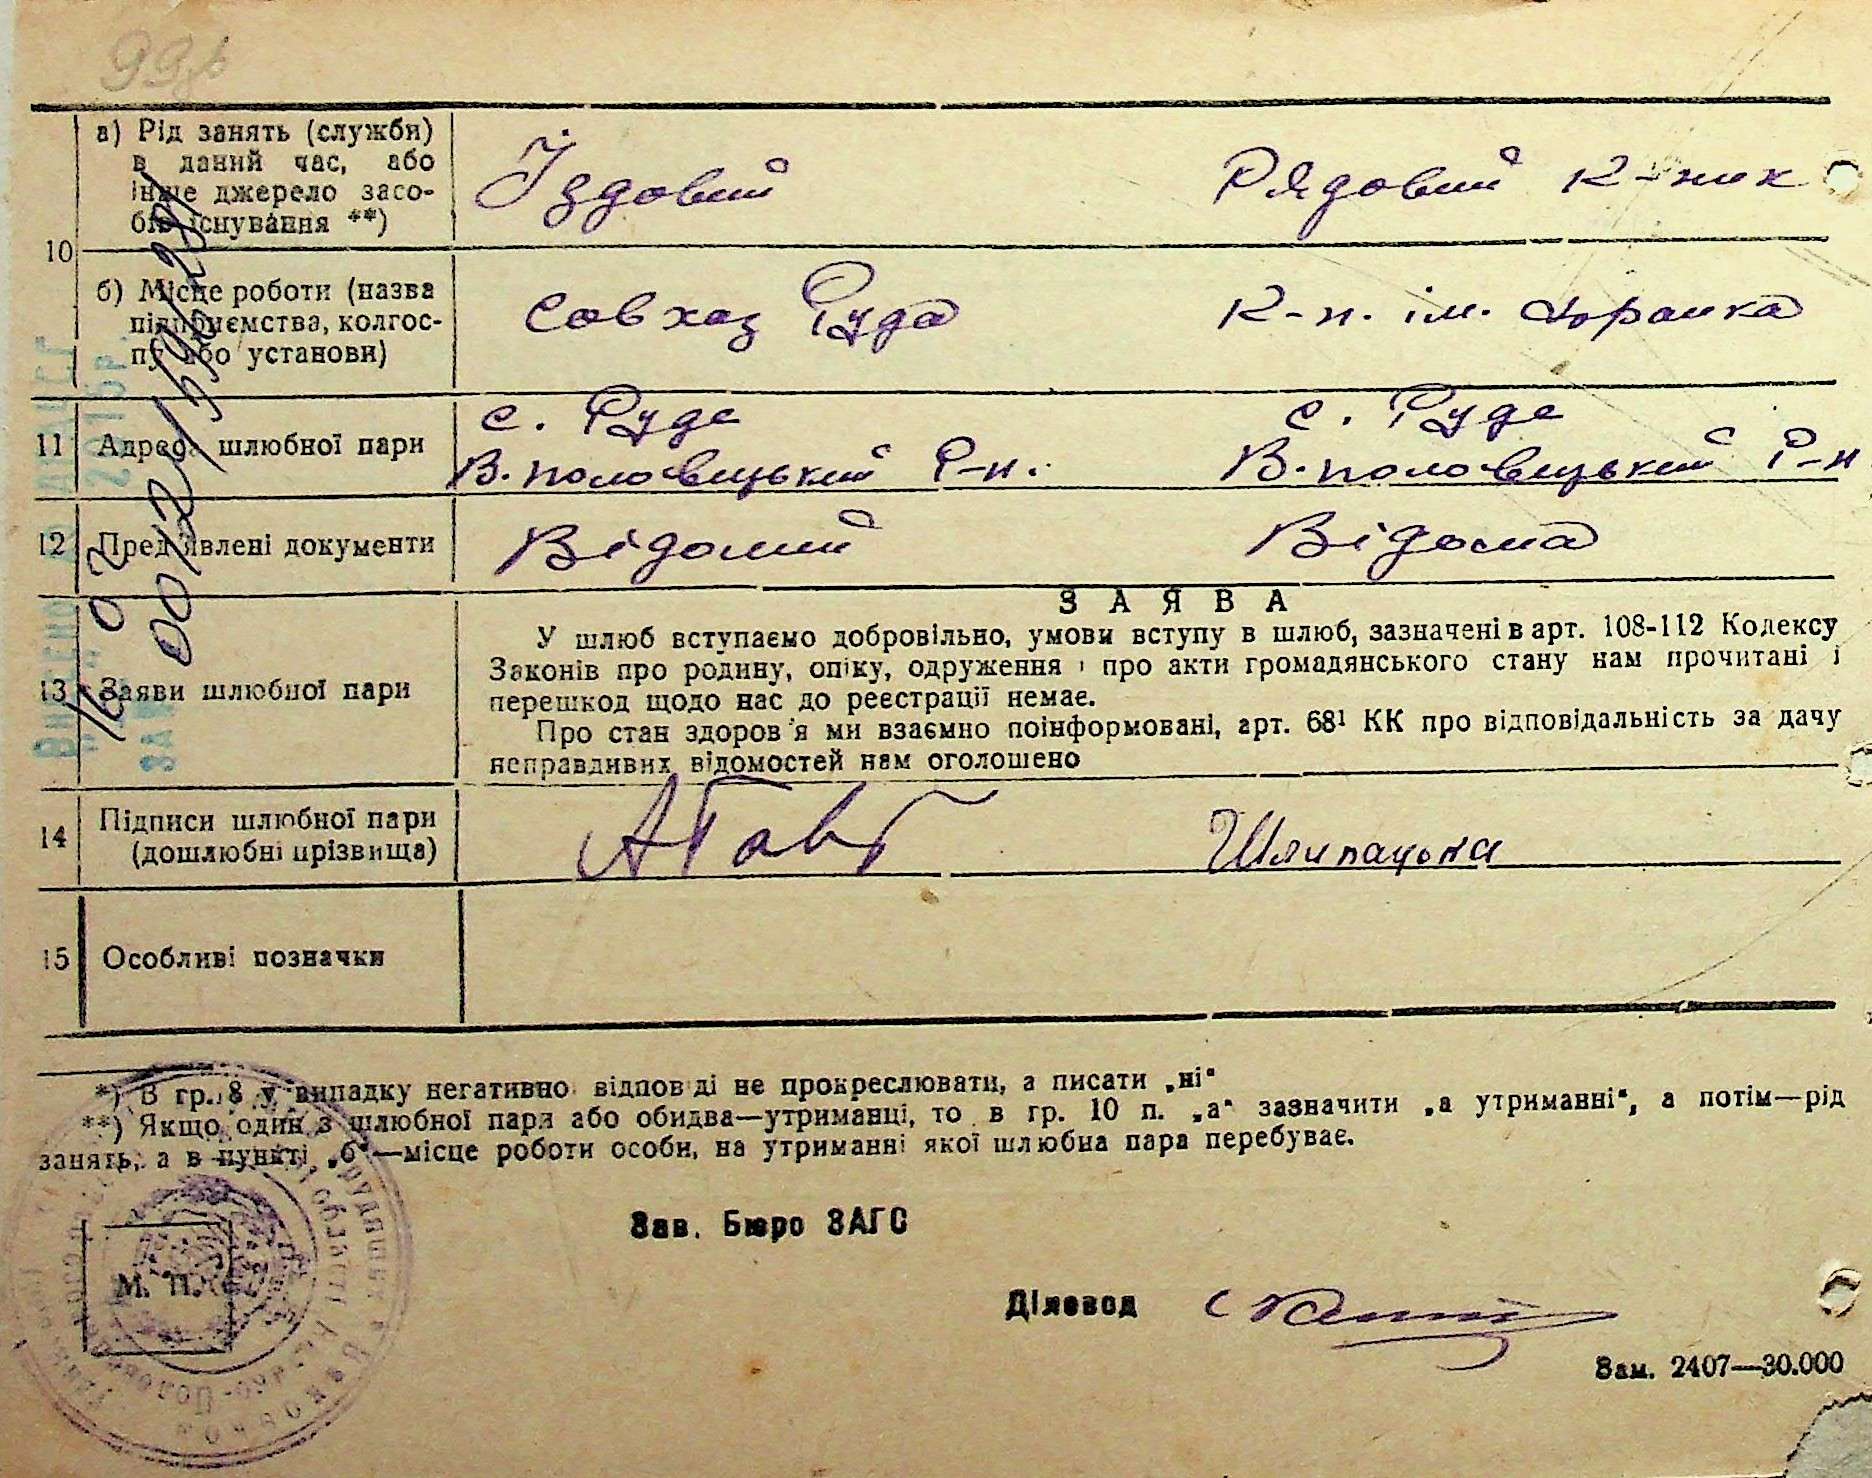 99
а) Рід занять (служби)
в даний час, або
інше джерело засо-
бів існування **)
Їздовий
Рядовий к-ник
10
б) Місце роботи (назва
підприємства, колгос-
пу або установи)
Совхоз Руда
К-п. ім. Франка
11
Адреса шлюбної пари
с. Руде
В. половецький Р-н.
с. Руде
В. половецький Р-н
12
Пред'явлені документи
Відомий
Відома
13
Заяви шлюбної пари
ЗАЯВА
У шлюб вступаємо добровільно, умови вступу в шлюб, зазначені в арт. 108-112 Кодексу
Законів про родину, опіку, одруження і про акти громадянського стану нам прочитані і
перешкод щодо нас до реєстрації немає.
Про стан здоров'я ми взаємно поінформовані, арт. 68¹ КК про відповідальність за дачу
неправдивих відомостей нам оголошено
14
Підписи шлюбної пари
(дошлюбні прізвища)
Шляпацька
15
Особливі позначки
*) В гр. 8 у випадку негативної відповіді не прокреслювати, а писати „ні“
**) Якщо один з шлюбної пари або обидва—утриманці, то в гр. 10 п. „а“ зазначити „а утриманні“, а потім—рід
занять, а в пункті „б“—місце роботи особи, на утриманні якої шлюбна пара перебуває.
Зав. Бюро ЗАГС
М. П.
Діловод
Зам. 2407—30.000